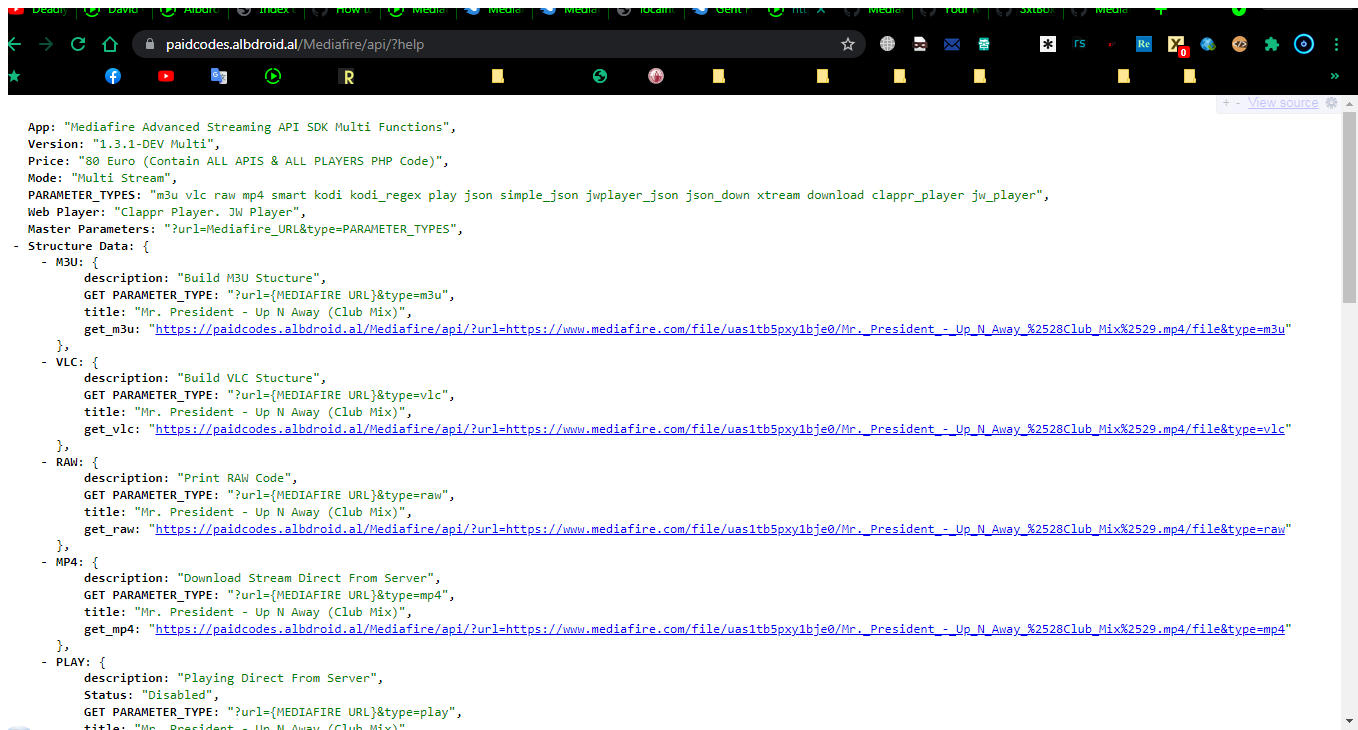 Deadly
David
Albdro
Index
How t
Media
Media
Media
localh
Gent F
htt
Media
Your R
SxtBox
Media
paidcodes.albdroid.al/Mediafire/api/?help
rs
Re
0
R
»
+ - View source
App: "Mediafire Advanced Streaming API SDK Multi Functions",
Version: "1.3.1-DEV Multi",
Price: "80 Euro (Contain ALL APIS & ALL PLAYERS PHP Code)",
Mode: "Multi Stream",
PARAMETER_TYPES: "m3u vlc raw mp4 smart kodi kodi_regex play json simple_json jwplayer_json json_down xtream download clappr_player jw_player",
Web Player: "Clappr Player. JW Player",
Master Parameters: "?url=Mediafire_URL&type=PARAMETER_TYPES",
- Structure Data: {
- M3U: {
description: "Build M3U Stucture",
GET PARAMETER_TYPE: "?url={MEDIAFIRE URL}&type=m3u",
title: "Mr. President - Up N Away (Club Mix)",
get_m3u: "https://paidcodes.albdroid.al/Mediafire/api/?url=https://www.mediafire.com/file/uas1tb5pxy1bje0/Mr._President_-_Up_N_Away_%2528Club_Mix%2529.mp4/file&type=m3u"
},
- VLC: {
description: "Build VLC Stucture",
GET PARAMETER_TYPE: "?url={MEDIAFIRE URL}&type=vlc",
title: "Mr. President - Up N Away (Club Mix)",
get_vlc: "https://paidcodes.albdroid.al/Mediafire/api/?url=https://www.mediafire.com/file/uas1tb5pxy1bje0/Mr._President_-_Up_N_Away_%2528Club_Mix%2529.mp4/file&type=vlc"
},
- RAW: {
description: "Print RAW Code",
GET PARAMETER_TYPE: "?url={MEDIAFIRE URL}&type=raw",
title: "Mr. President - Up N Away (Club Mix)",
get_raw: "https://paidcodes.albdroid.al/Mediafire/api/?url=https://www.mediafire.com/file/uas1tb5pxy1bje0/Mr._President_-_Up_N_Away_%2528Club_Mix%2529.mp4/file&type=raw"
},
- MP4: {
description: "Download Stream Direct From Server",
GET PARAMETER_TYPE: "?url={MEDIAFIRE URL}&type=mp4",
title: "Mr. President - Up N Away (Club Mix)",
get_mp4: "https://paidcodes.albdroid.al/Mediafire/api/?url=https://www.mediafire.com/file/uas1tb5pxy1bje0/Mr._President_-_Up_N_Away_%2528Club_Mix%2529.mp4/file&type=mp4"
},
- PLAY: {
description: "Playing Direct From Server",
Status: "Disabled",
GET PARAMETER_TYPE: "?url={MEDIAFIRE URL}&type=play",
title: "Mr. President - Up N Away (Club Mix)"